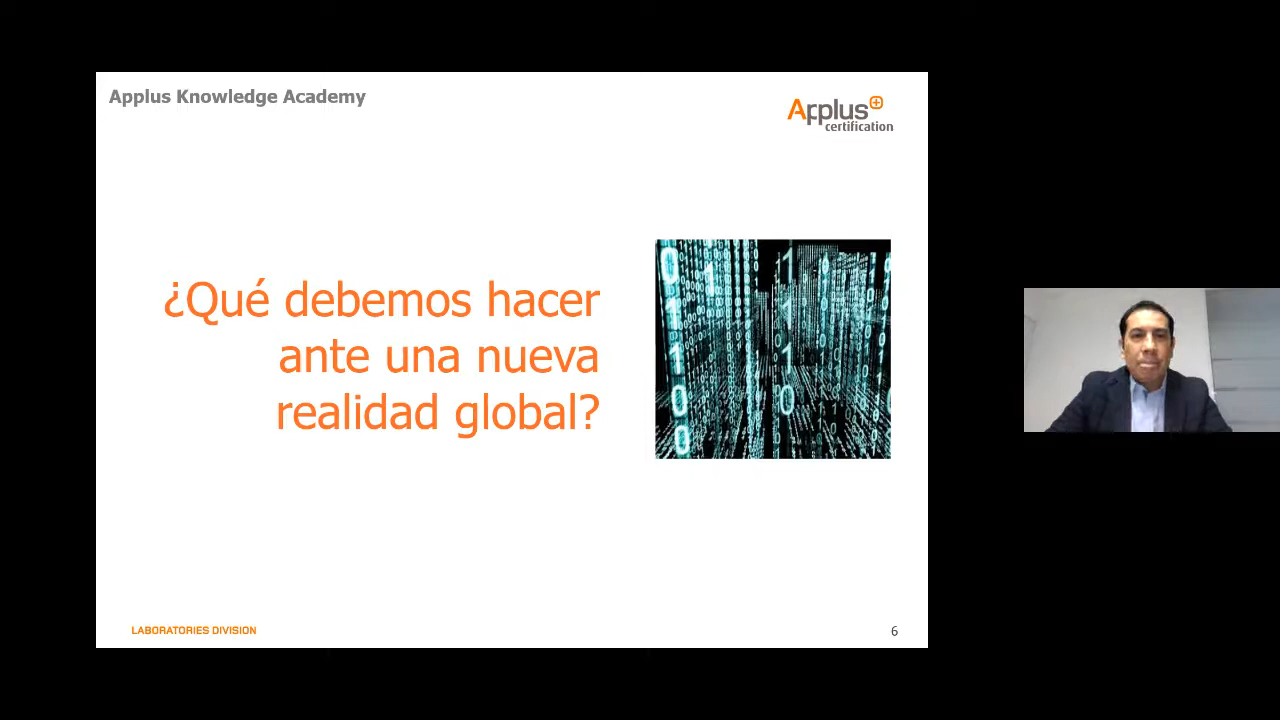 Applus Knowledge Academy
Applus+
certification
¿Qué debemos hacer
ante una nueva
realidad global?
LABORATORIES DIVISION
6